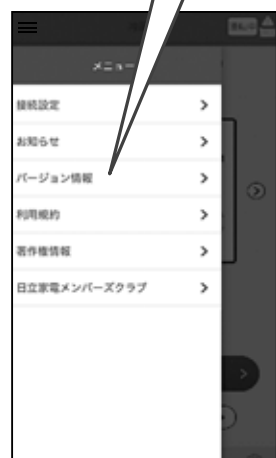 メニュー
接続設定
お知らせ
バージョン情報
利用規約
著作権情報
日立家電メンバーズクラブ